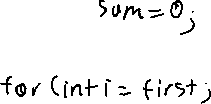 sum=0;
for (int i = first;